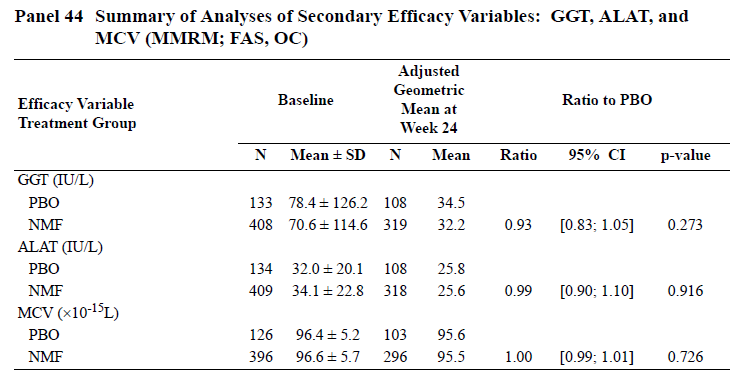 Panel 44 Summary of Analyses of Secondary Efficacy Variables: GGT, ALAT, and
MCV (MMRM; FAS, OC)
Efficacy Variable
Treatment Group
Baseline
Adjusted
Geometric
Mean at
Week 24
Ratio to PBO
N Mean ± SD N Mean Ratio 95% CI p-value
GGT (IU/L)
PBO 133 78.4 ± 126.2 108 34.5
NMF 408 70.6 ± 114.6 319 32.2 0.93 [0.83; 1.05] 0.273
ALAT (IU/L)
PBO 134 32.0 ± 20.1 108 25.8
NMF 409 34.1 ± 22.8 318 25.6 0.99 [0.90; 1.10] 0.916
MCV (×10⁻¹⁵L)
PBO 126 96.4 ± 5.2 103 95.6
NMF 396 96.6 ± 5.7 296 95.5 1.00 [0.99; 1.01] 0.726